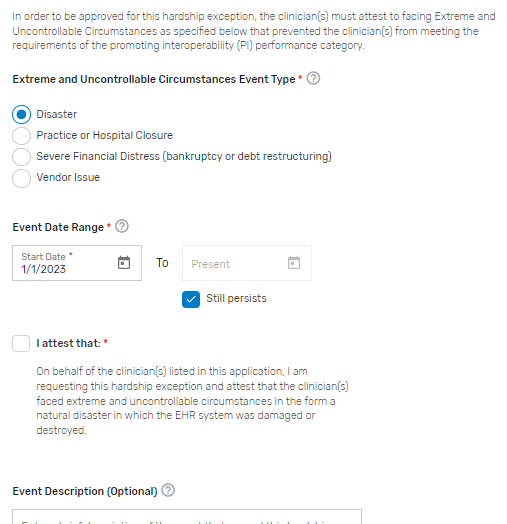 In order to be approved for this hardship exception, the clinician(s) must attest to facing Extreme and
Uncontrollable Circumstances as specified below that prevented the clinician(s) from meeting the
requirements of the promoting interoperability (PI) performance category.
Extreme and Uncontrollable Circumstances Event Type * ?
Disaster
Practice or Hospital Closure
Severe Financial Distress (bankruptcy or debt restructuring)
Vendor Issue
Event Date Range * ?
Start Date *
1/1/2023
To
Present
Still persists
I attest that: *
On behalf of the clinician(s) listed in this application, I am
requesting this hardship exception and attest that the clinician(s)
faced extreme and uncontrollable circumstances in the form a
natural disaster in which the EHR system was damaged or
destroyed.
Event Description (Optional) ?